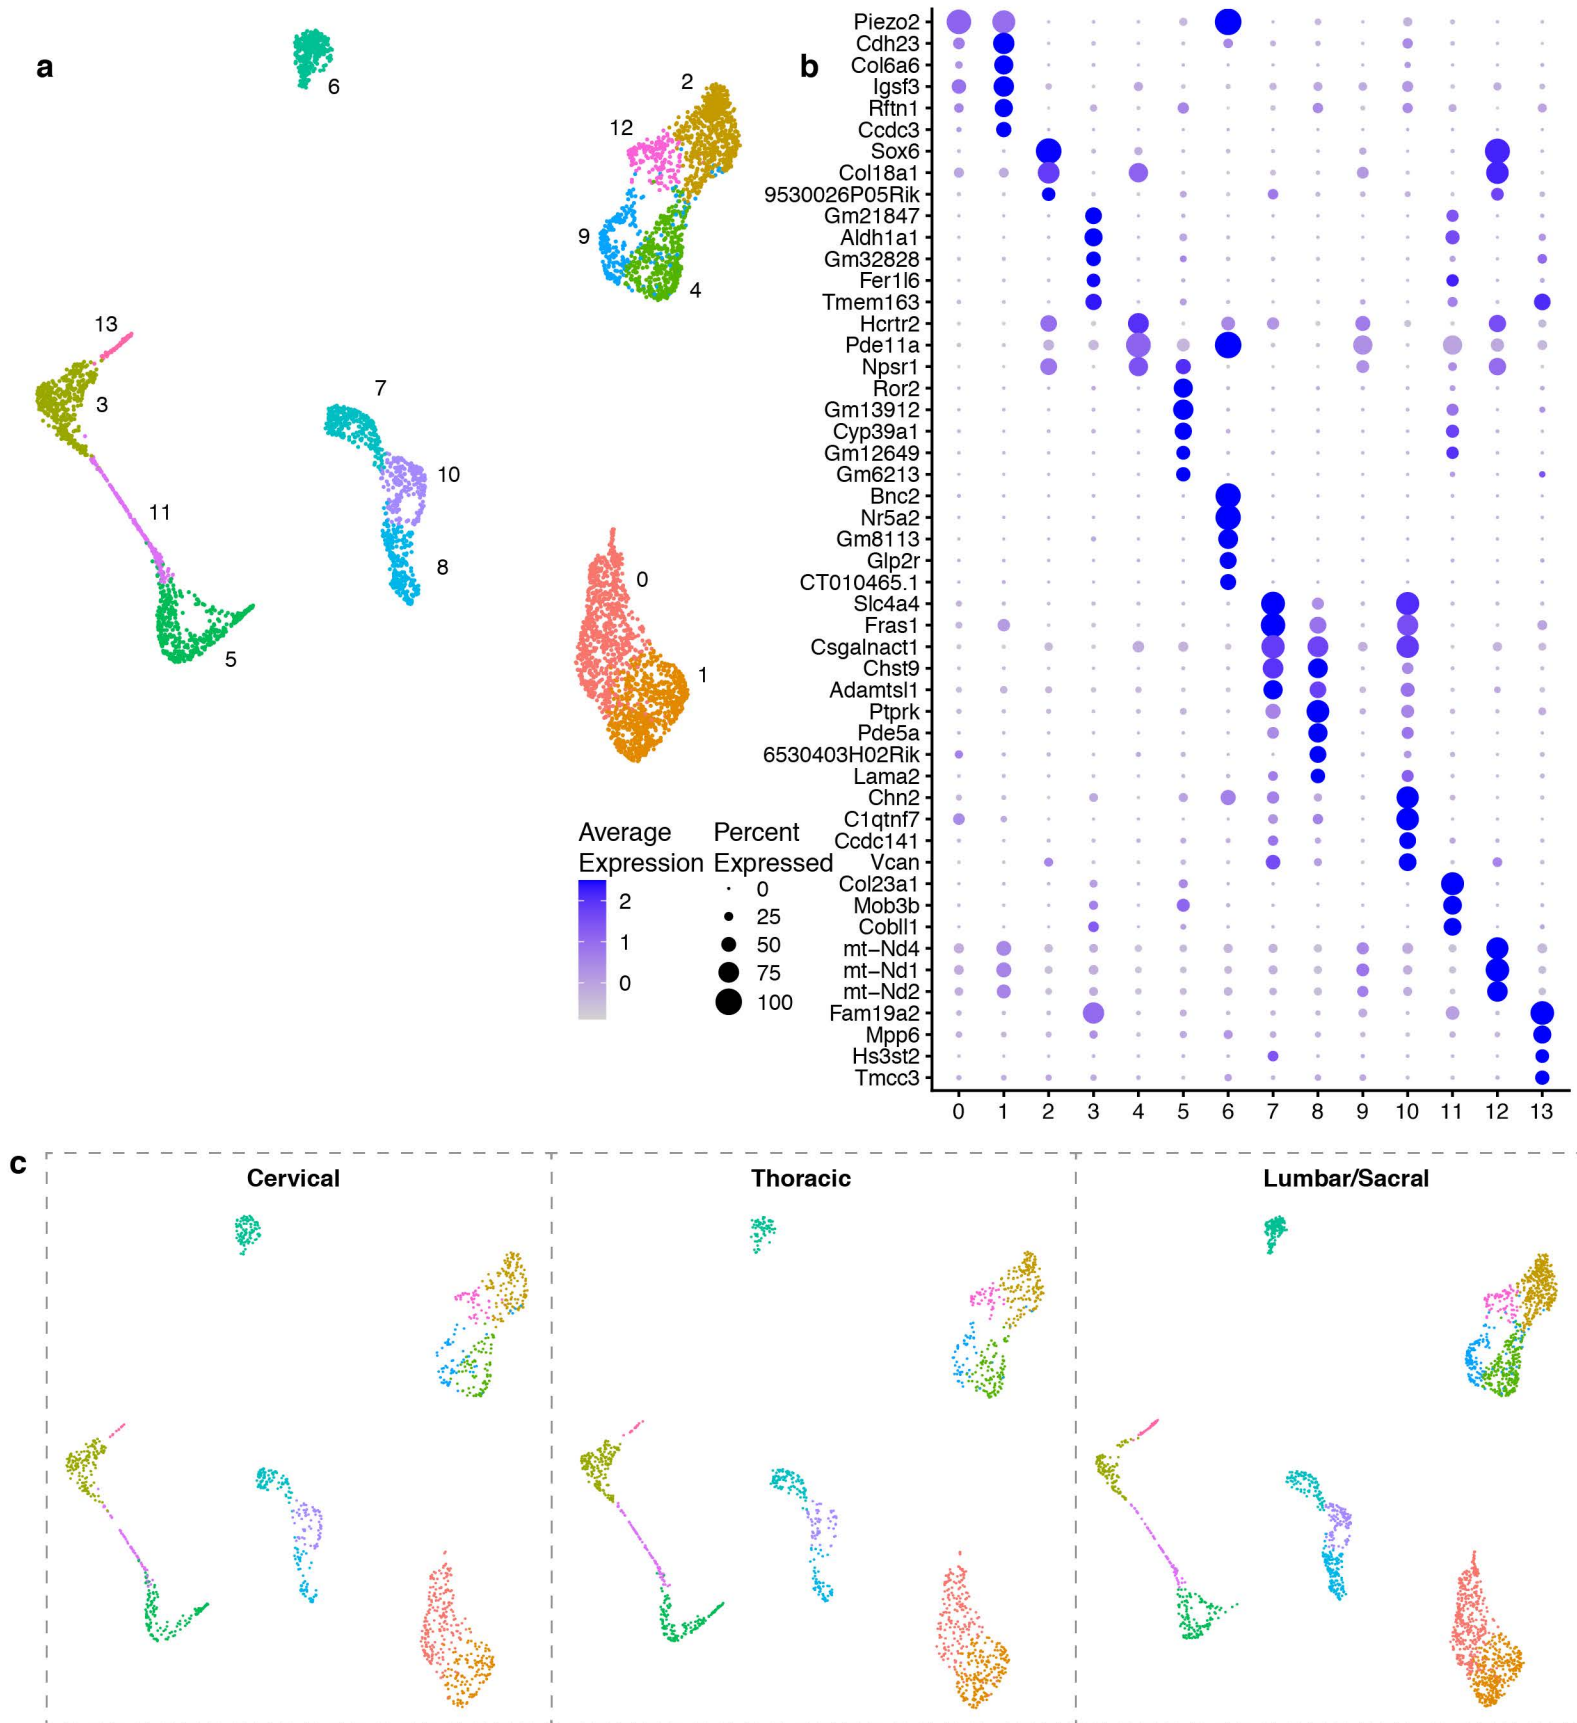 a
6
2
12
9
4
13
3
7
10
11
8
5
0
1
Average
Expression
2
1
0
Percent
Expressed
0
25
50
75
100
b
Piezo2
Cdh23
Col6a6
Igsf3
Rftn1
Ccdc3
Sox6
Col18a1
9530026P05Rik
Gm21847
Aldh1a1
Gm32828
Fer1l6
Tmem163
Hcrtr2
Pde11a
Npsr1
Ror2
Gm13912
Cyp39a1
Gm12649
Gm6213
Bnc2
Nr5a2
Gm8113
Glp2r
CT010465.1
Slc4a4
Fras1
Csgalnact1
Chst9
Adamtsl1
Ptprk
Pde5a
6530403H02Rik
Lama2
Chn2
C1qtnf7
Ccdc141
Vcan
Col23a1
Mob3b
Cobll1
mt−Nd4
mt−Nd1
mt−Nd2
Fam19a2
Mpp6
Hs3st2
Tmcc3
0 1 2 3 4 5 6 7 8 9 10 11 12 13
c
Cervical
Thoracic
Lumbar/Sacral